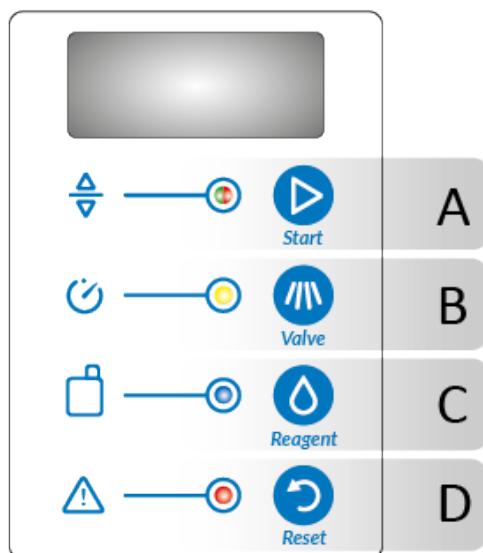 Start
A
Valve
B
Reagent
C
Reset
D